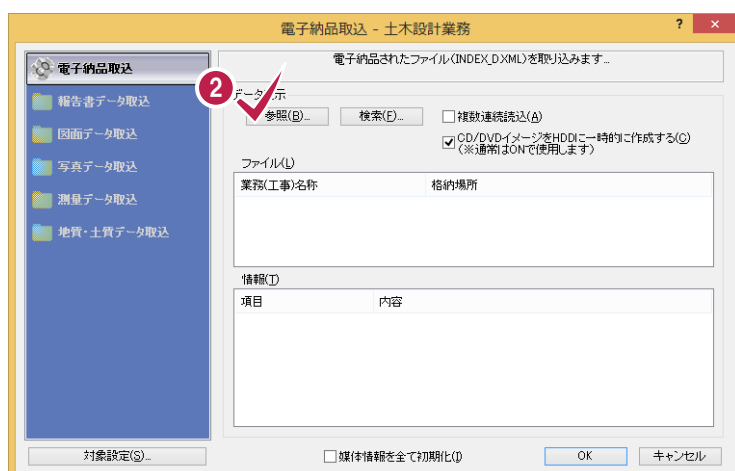 電子納品取込 - 土木設計業務
? ×
電子納品取込
報告書データ取込
図面データ取込
写真データ取込
測量データ取込
地質・土質データ取込
対象設定(S)...
電子納品されたファイル(INDEX_D.XML)を取り込みます...
2
参照(B)...
検索(F)...
複数連続読込(A)
CD/DVDイメージをHDDに一時的に作成する(C)
(※通常はONで使用します)
ファイル(L)
業務(工事)名称 格納場所
情報(T)
項目 内容
媒体情報を全て初期化(I)
OK
キャンセル